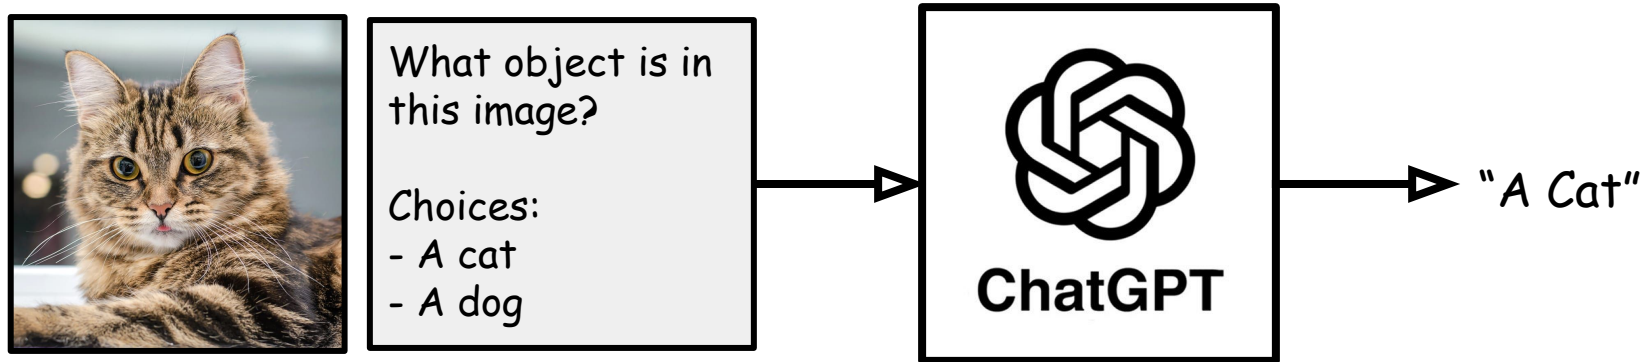 What object is in
this image?
Choices:
- A cat
- A dog
ChatGPT
“A Cat”